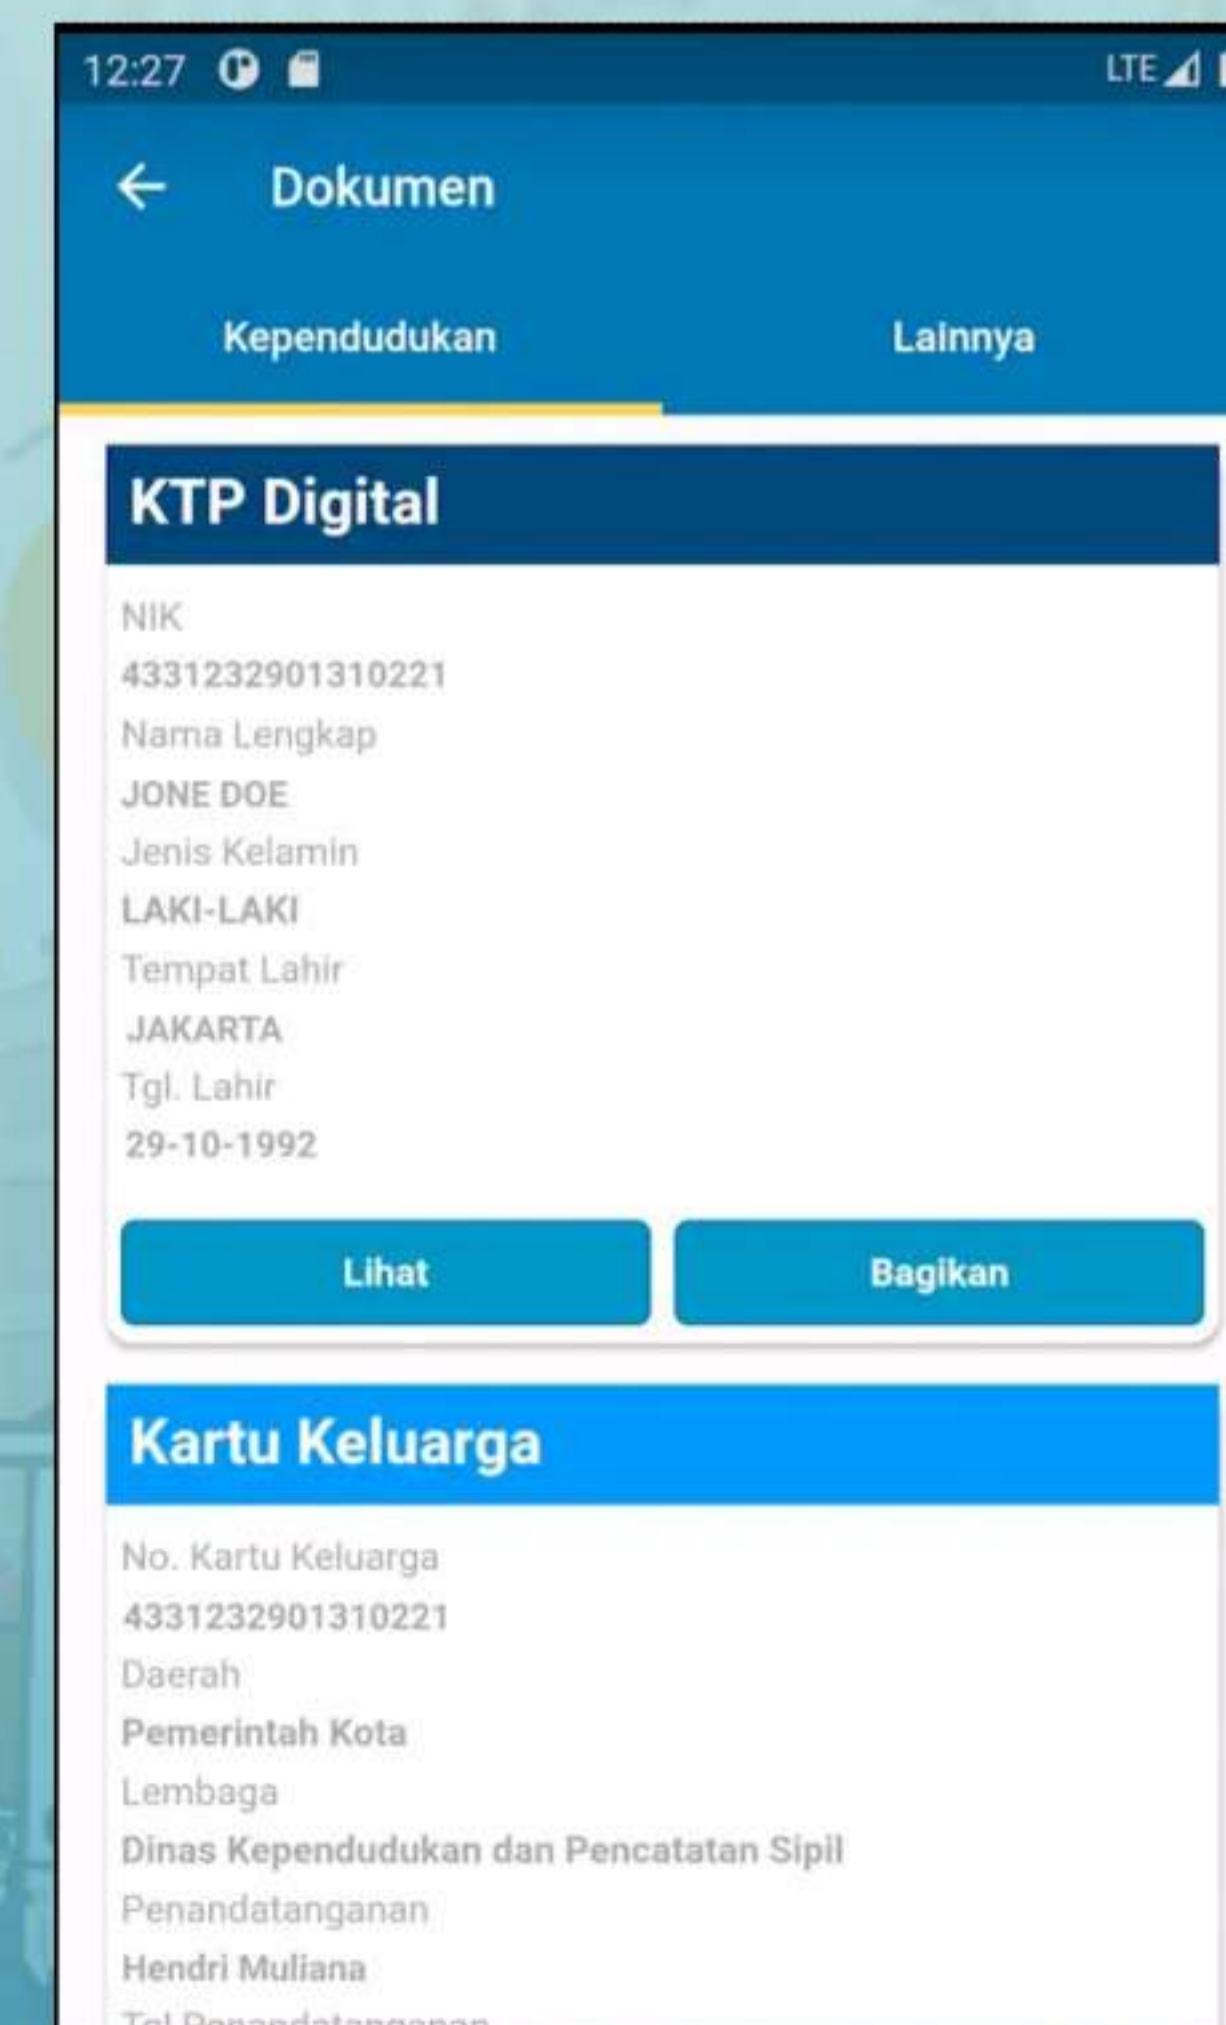 12:27 LTE
Dokumen
Kependudukan Lainnya
KTP Digital
NIK
4331232901310221
Nama Lengkap
JONE DOE
Jenis Kelamin
LAKI-LAKI
Tempat Lahir
JAKARTA
Tgl. Lahir
29-10-1992
Lihat Bagikan
Kartu Keluarga
No. Kartu Keluarga
4331232901310221
Daerah
Pemerintah Kota
Lembaga
Dinas Kependudukan dan Pencatatan Sipil
Penandatanganan
Hendri Muliana
Tgl Penandatanganan